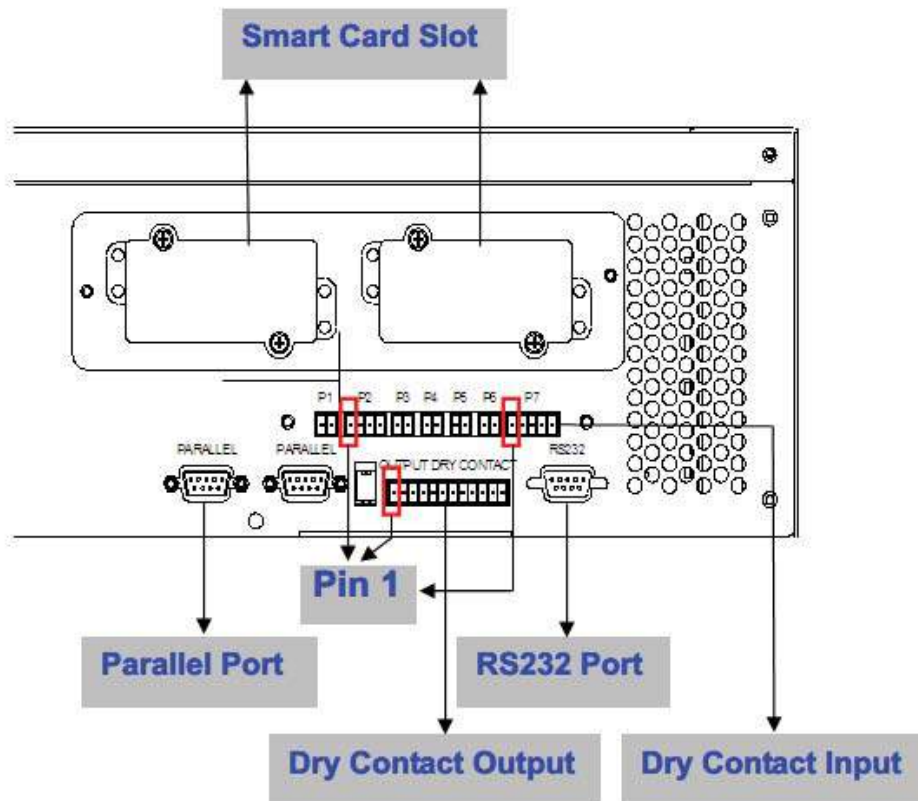 Smart Card Slot
P1 P2 P3 P4 P5 P6 P7
PARALLEL PARALLEL OUTPUT DRY CONTACT RS232
Pin 1
Parallel Port RS232 Port
Dry Contact Output Dry Contact Input